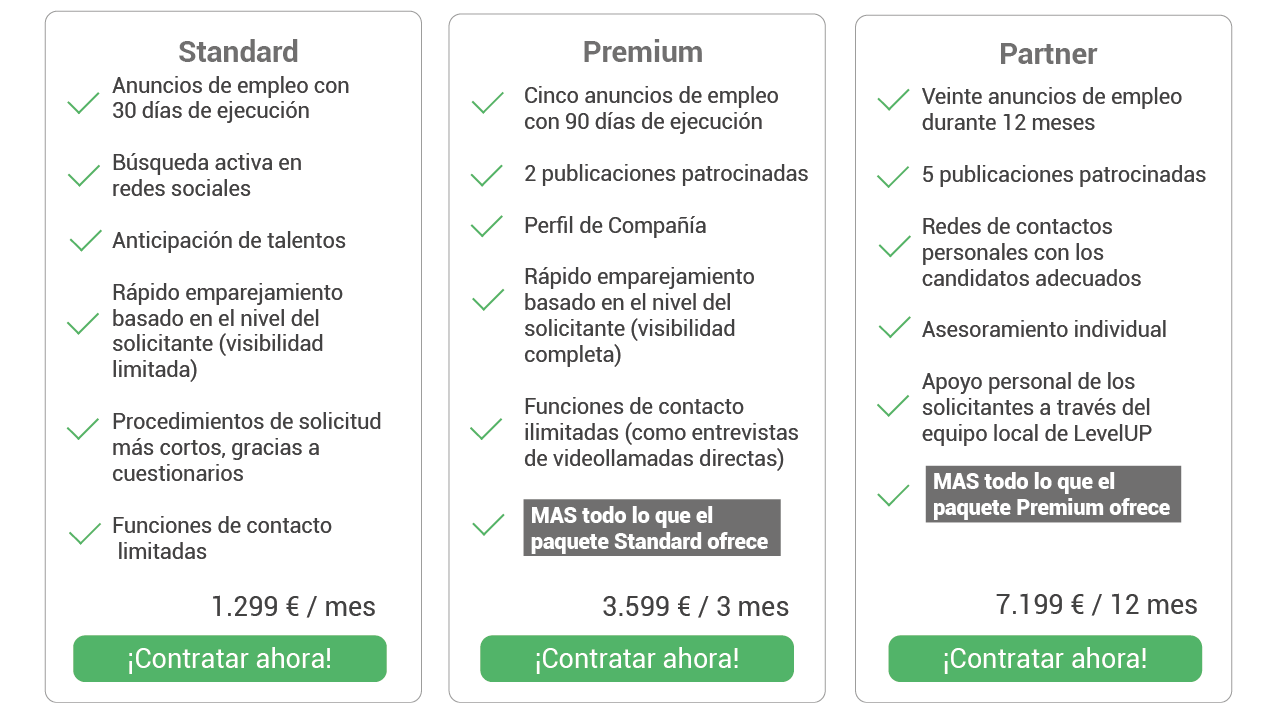 Standard
Anuncios de empleo con
30 días de ejecución
Búsqueda activa en
redes sociales
Anticipación de talentos
Rápido emparejamiento
basado en el nivel del
solicitante (visibilidad
limitada)
Procedimientos de solicitud
más cortos, gracias a
cuestionarios
Funciones de contacto
limitadas
1.299 € / mes
¡Contratar ahora!
Premium
Cinco anuncios de empleo
con 90 días de ejecución
2 publicaciones patrocinadas
Perfil de Compañía
Rápido emparejamiento
basado en el nivel del
solicitante (visibilidad
completa)
Funciones de contacto
ilimitadas (como entrevistas
de videollamadas directas)
MAS todo lo que el
paquete Standard ofrece
3.599 € / 3 mes
¡Contratar ahora!
Partner
Veinte anuncios de empleo
durante 12 meses
5 publicaciones patrocinadas
Redes de contactos
personales con los
candidatos adecuados
Asesoramiento individual
Apoyo personal de los
solicitantes a través del
equipo local de LevelUP
MAS todo lo que el
paquete Premium ofrece
7.199 € / 12 mes
¡Contratar ahora!